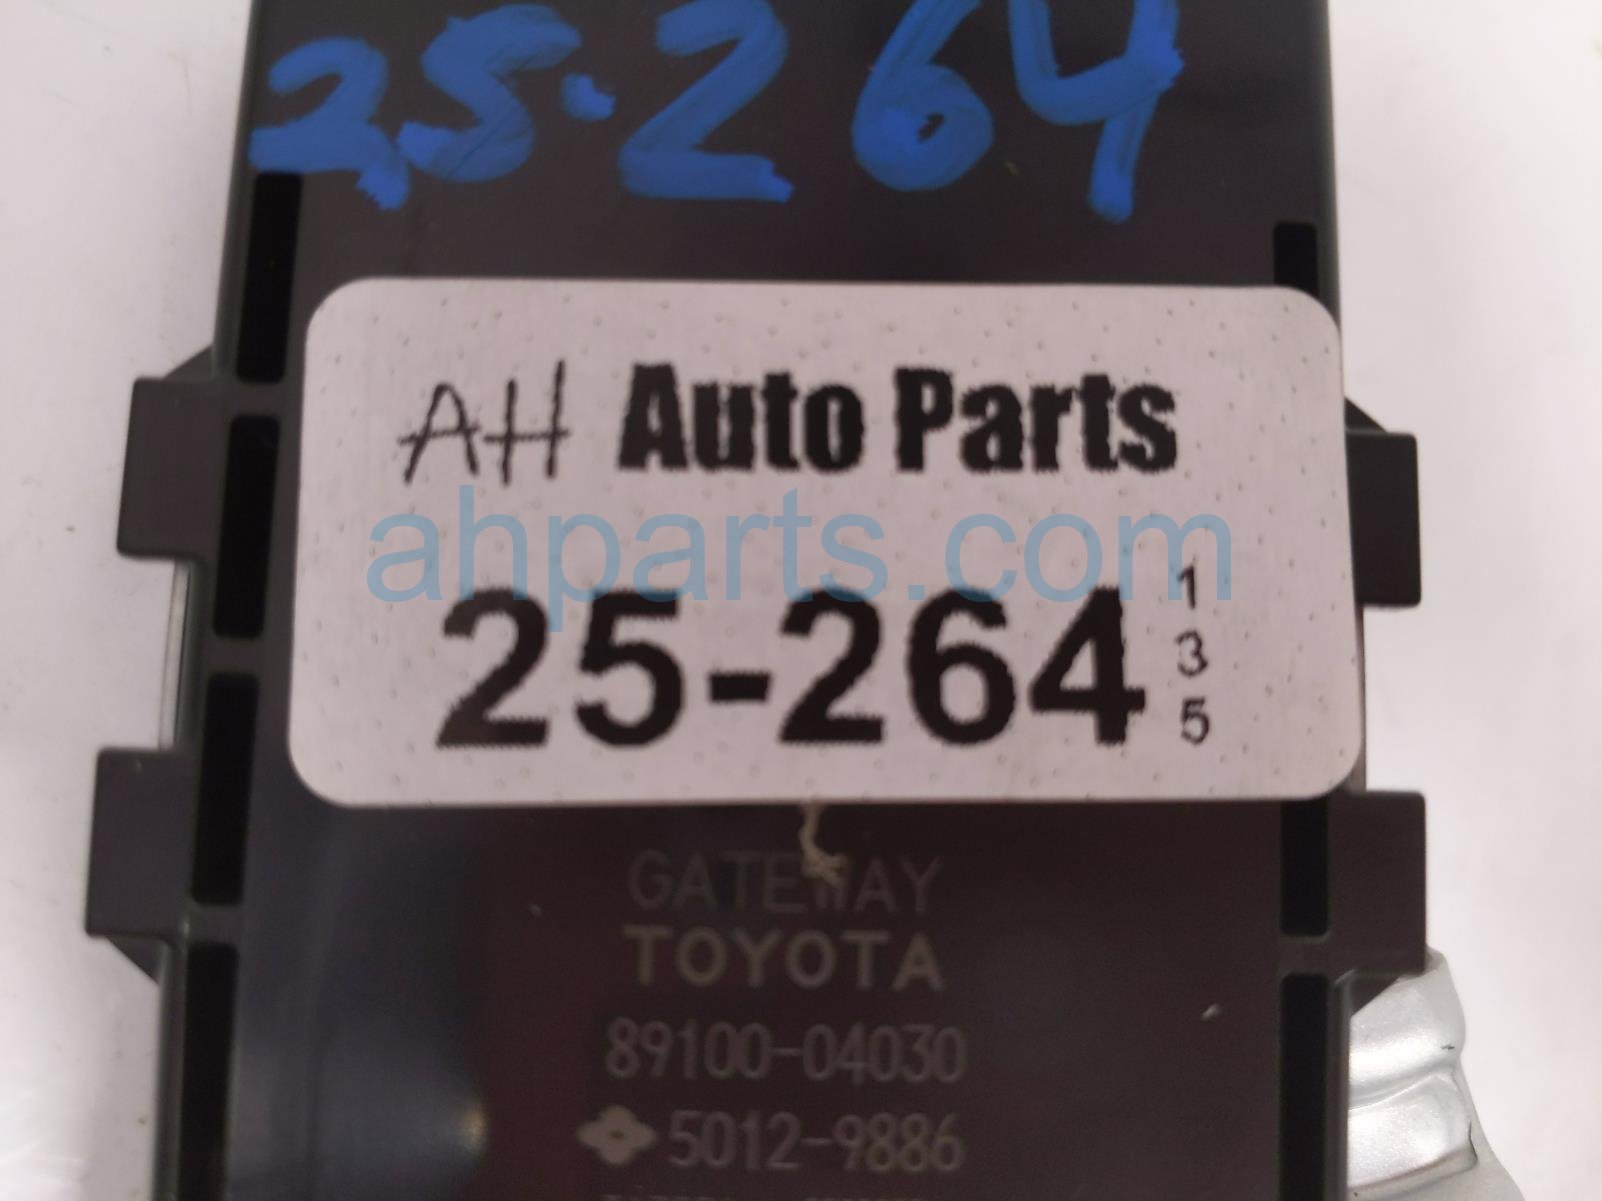 25-264
AH Auto Parts
ahparts.com
25-264
1
3
5
GATEWAY
TOYOTA
89100-04030
5012-9886